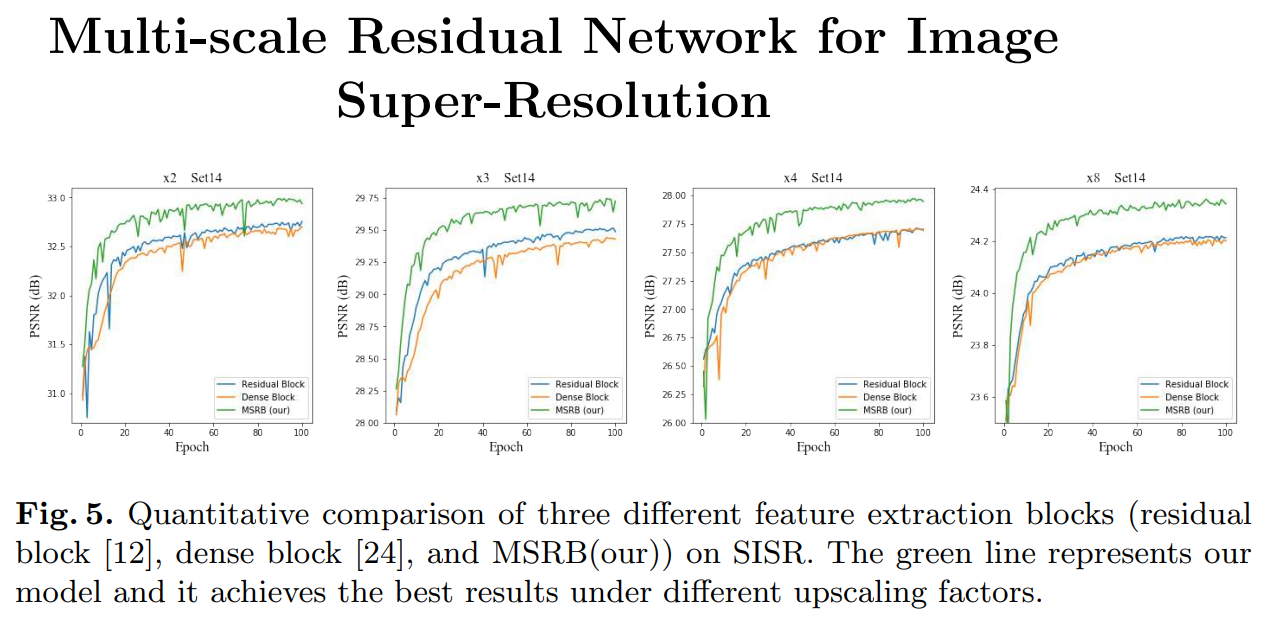 Multi-scale Residual Network for Image
Super-Resolution
x2 Set14
PSNR (dB)
33.0
32.5
32.0
31.5
31.0
0 20 40 60 80 100
Epoch
Residual Block
Dense Block
MSRB (our)
x3 Set14
PSNR (dB)
29.75
29.50
29.25
29.00
28.75
28.50
28.25
28.00
0 20 40 60 80 100
Epoch
Residual Block
Dense Block
MSRB (our)
x4 Set14
PSNR (dB)
28.00
27.75
27.50
27.25
27.00
26.75
26.50
26.25
26.00
0 20 40 60 80 100
Epoch
Residual Block
Dense Block
MSRB (our)
x8 Set14
PSNR (dB)
24.4
24.2
24.0
23.8
23.6
0 20 40 60 80 100
Epoch
Residual Block
Dense Block
MSRB (our)
Fig. 5. Quantitative comparison of three different feature extraction blocks (residual
block [12], dense block [24], and MSRB(our)) on SISR. The green line represents our
model and it achieves the best results under different upscaling factors.